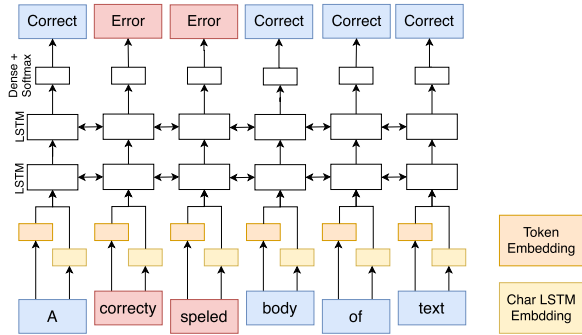 Correct Error Error Correct Correct Correct
Dense +
Softmax
LSTM
LSTM
Token
Embedding
Char LSTM
Embdding
A correcty speled body of text